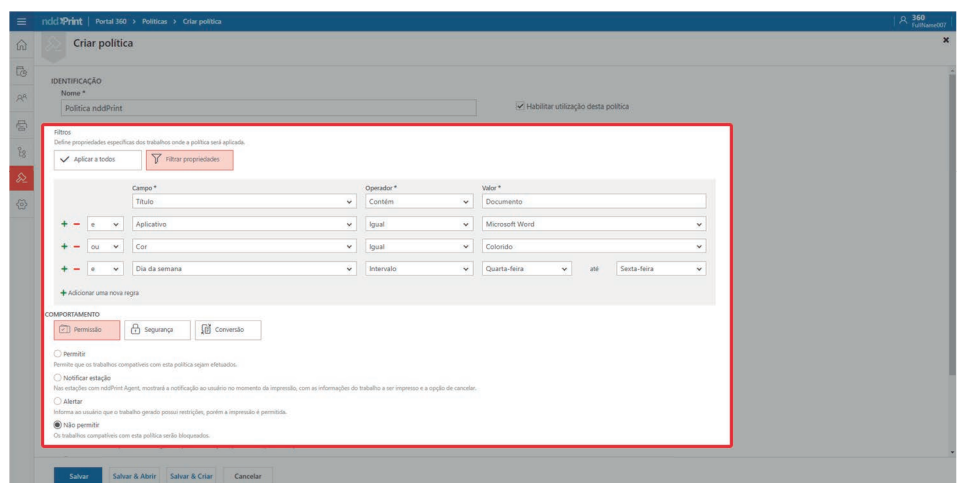 nddPrint | Portal 360 > Políticas > Criar política
360
FullName007
Criar política
IDENTIFICAÇÃO
Nome *
Política nddPrint
Habilitar utilização desta política
Filtros
Define propriedades específicas dos trabalhos onde a política será aplicada.
Aplicar a todos
Filtrar propriedades
Campo * Operador * Valor *
Título Contém Documento
e Aplicativo Igual Microsoft Word
ou Cor Igual Colorido
e Dia da semana Intervalo Quarta-feira até Sexta-feira
Adicionar uma nova regra
COMPORTAMENTO
Permissão Segurança Conversão
Permitir
Permite que os trabalhos compatíveis com esta política sejam efetuados.
Notificar estação
Nas estações com nddPrint Agent, mostrará a notificação ao usuário no momento da impressão, com as informações do trabalho a ser impresso e a opção de cancelar.
Alertar
Informa ao usuário que o trabalho gerado possui restrições, porém a impressão é permitida.
Não permitir
Os trabalhos compatíveis com esta política serão bloqueados.
Salvar Salvar & Abrir Salvar & Criar Cancelar